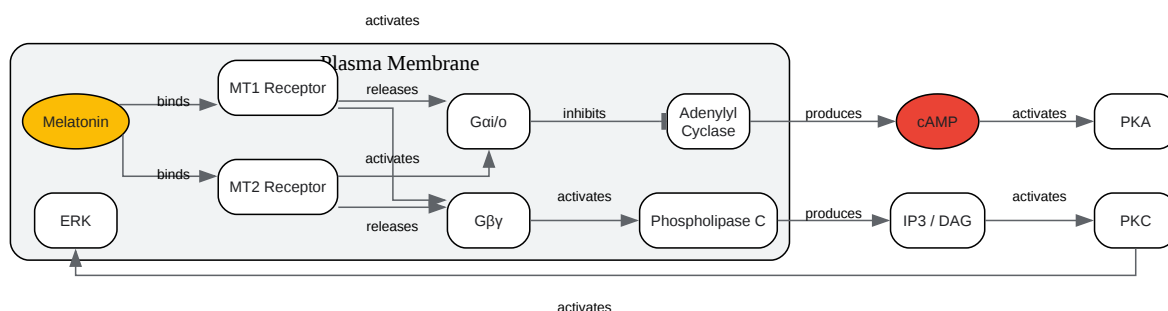 activates
Plasma Membrane
MT1 Receptor
releases
binds
Melatonin
Gαi/o
inhibits
Adenylyl
Cyclase
produces
cAMP
activates
PKA
activates
binds
MT2 Receptor
ERK
releases
Gβγ
activates
Phospholipase C
produces
IP3 / DAG
activates
PKC
activates